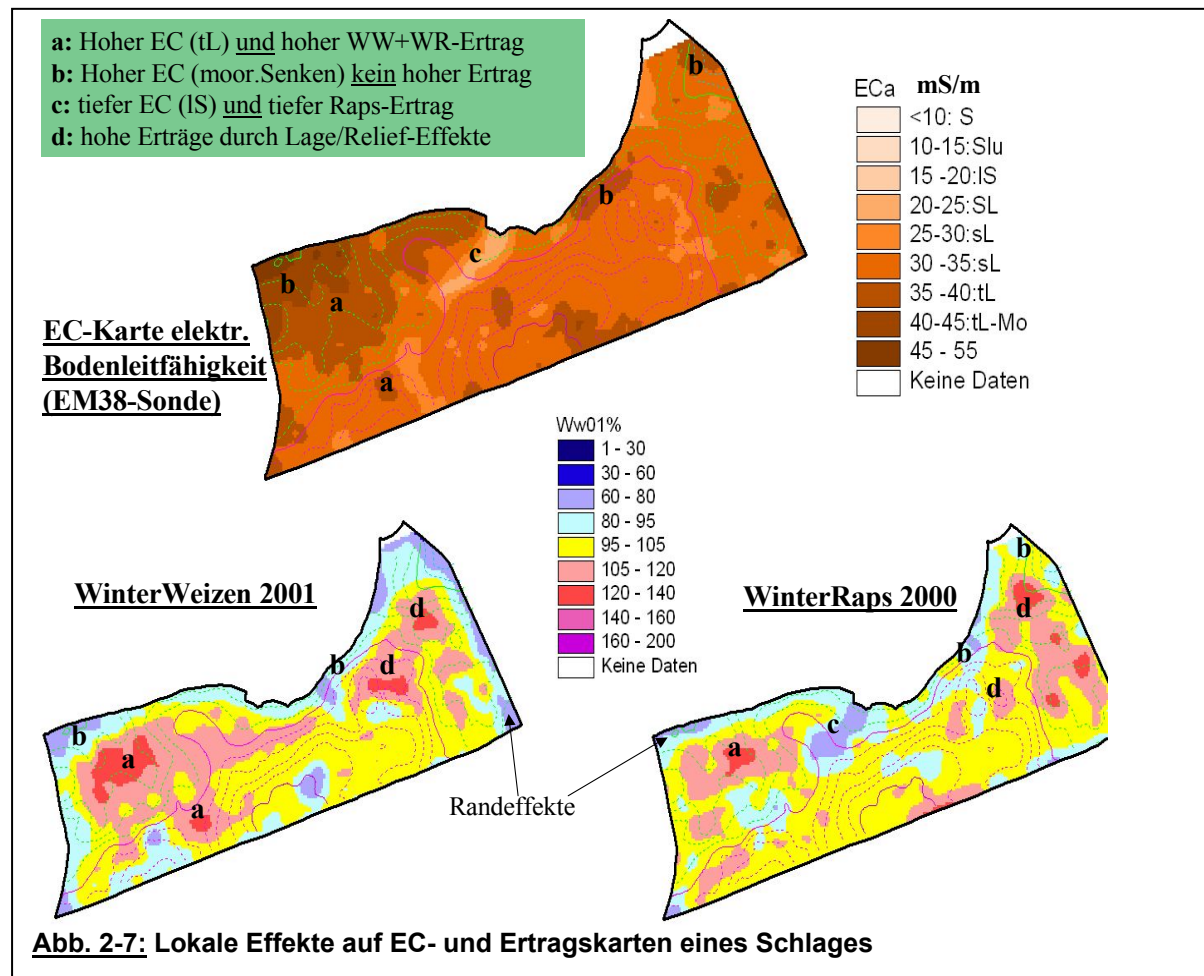 a: Hoher EC (tL) und hoher WW+WR-Ertrag
b: Hoher EC (moor.Senken) kein hoher Ertrag
c: tiefer EC (lS) und tiefer Raps-Ertrag
d: hohe Erträge durch Lage/Relief-Effekte
b
ECa mS/m
<10: S
10-15:Slu
15 -20:lS
20-25:SL
25-30:sL
30 -35:sL
35 -40:tL
40-45:tL-Mo
45 - 55
Keine Daten
b
c
b
a
a
EC-Karte elektr.
Bodenleitfähigkeit
(EM38-Sonde)
Ww01%
1 - 30
30 - 60
60 - 80
80 - 95
95 - 105
105 - 120
120 - 140
140 - 160
160 - 200
Keine Daten
WinterWeizen 2001
d
b
d
b
a
a
WinterRaps 2000
b
d
b
d
c
a
Randeffekte
Abb. 2-7: Lokale Effekte auf EC- und Ertragskarten eines Schlages